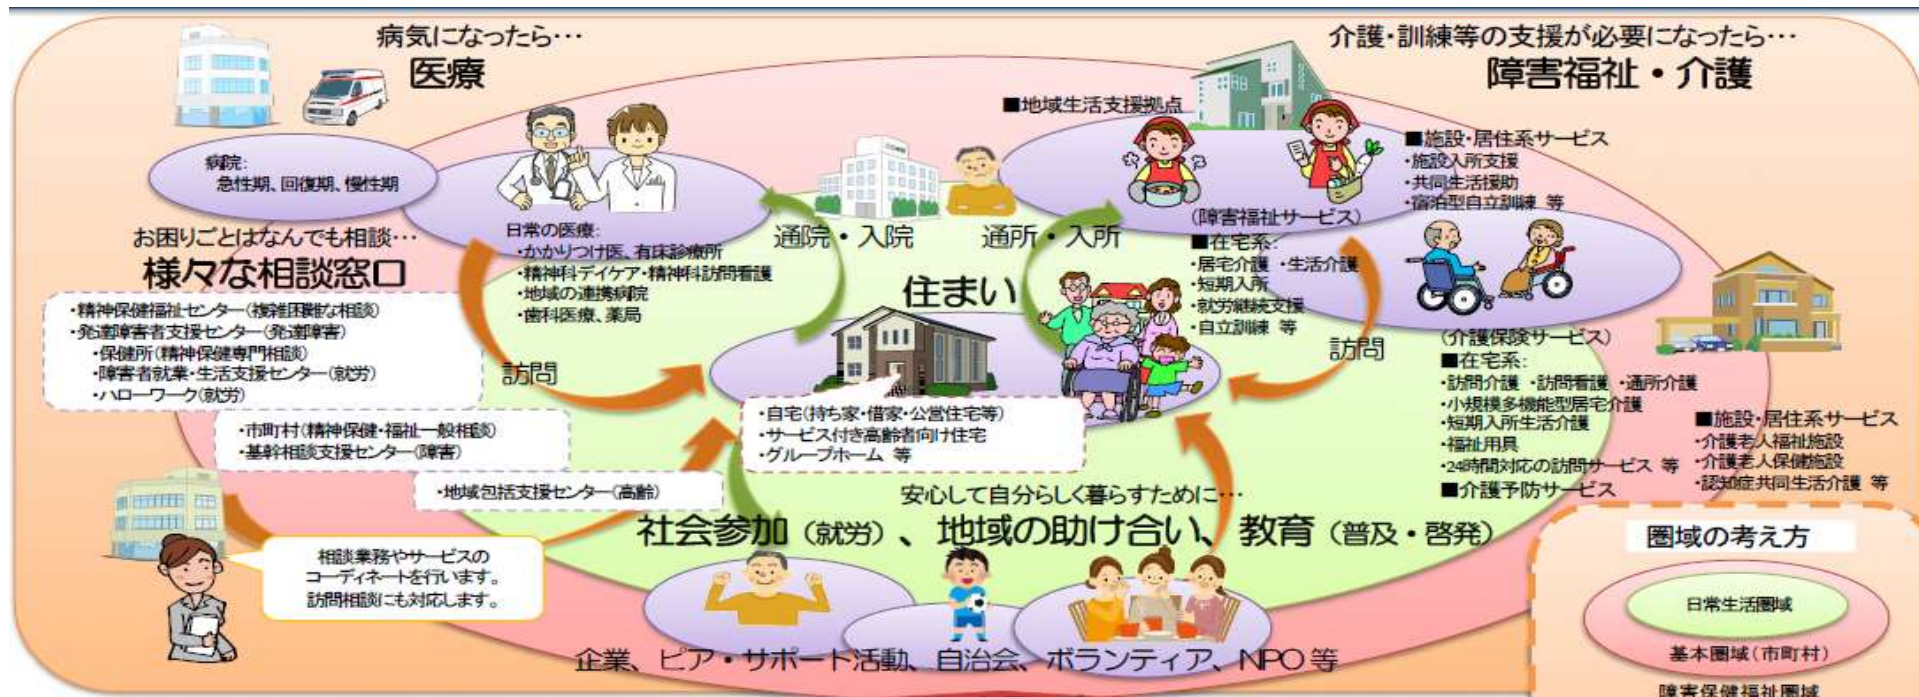 病気になったら…
医療
病院:
急性期、回復期、慢性期
日常の医療:
・かかりつけ医、有床診療所
・精神科デイケア・精神科訪問看護
・地域の連携病院
・歯科医療、薬局
お困りごとはなんでも相談…
様々な相談窓口
・精神保健福祉センター(複雑困難な相談)
・発達障害者支援センター(発達障害)
・保健所(精神保健専門相談)
・障害者就業・生活支援センター(就労)
・ハローワーク(就労)
・市町村(精神保健・福祉一般相談)
・基幹相談支援センター(障害)
・地域包括支援センター(高齢)
相談業務やサービスの
コーディネートを行います。
訪問相談にも対応します。
訪問
通院・入院
通所・入所
住まい
・自宅(持ち家・借家・公営住宅等)
・サービス付き高齢者向け住宅
・グループホーム 等
介護・訓練等の支援が必要になったら…
障害福祉・介護
■地域生活支援拠点
■施設・居住系サービス
・施設入所支援
・共同生活援助
・宿泊型自立訓練 等
(障害福祉サービス)
■在宅系:
・居宅介護 ・生活介護
・短期入所
・就労継続支援
・自立訓練 等
訪問
(介護保険サービス)
■在宅系:
・訪問介護 ・訪問看護 ・通所介護
・小規模多機能型居宅介護
・短期入所生活介護
・福祉用具
・24時間対応の訪問サービス 等
■介護予防サービス
■施設・居住系サービス
・介護老人福祉施設
・介護老人保健施設
・認知症共同生活介護 等
安心して自分らしく暮らすために…
社会参加(就労)、地域の助け合い、教育(普及・啓発)
企業、ピア・サポート活動、自治会、ボランティア、NPO 等
圏域の考え方
日常生活圏域
基本圏域(市町村)
障害保健福祉圏域